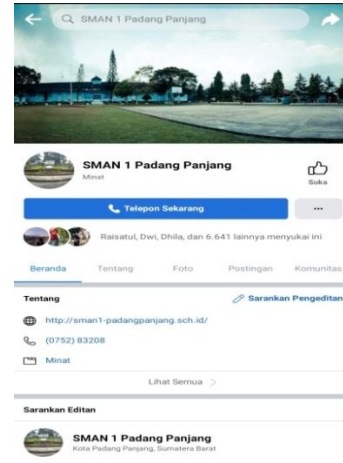 SMAN 1 Padang Panjang
SMAN 1 Padang Panjang
Minat
Suka
Telepon Sekarang
Raisatul, Dwi, Dhila, dan 6.641 lainnya menyukai ini
Beranda Tentang Foto Postingan Komunitas
Tentang
Sarankan Pengeditan
http://sman1-padangpanjang.sch.id/
(0752) 83208
Minat
Lihat Semua
Sarankan Editan
SMAN 1 Padang Panjang
Kota Padang Panjang, Sumatera Barat